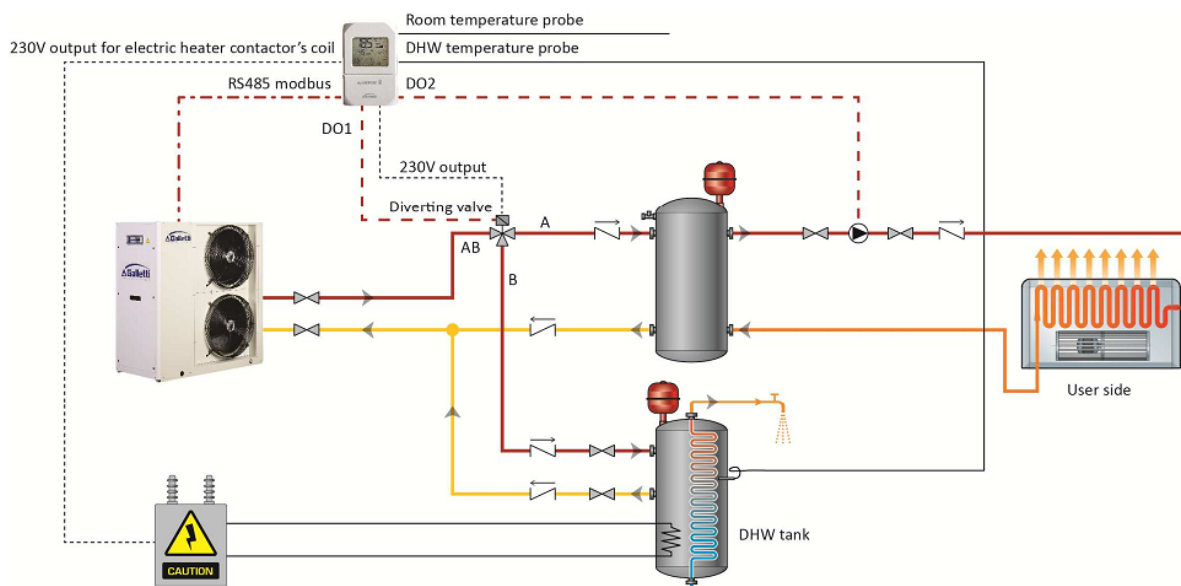 Room temperature probe
230V output for electric heater contactor's coil
DHW temperature probe
RS485 modbus
DO2
DO1
230V output
Diverting valve
A
AB
B
Galletti
Galletti
User side
DHW tank
CAUTION